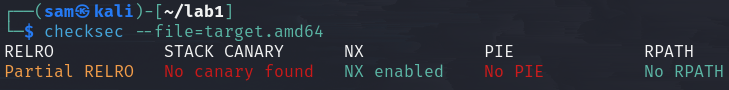 ┌──(sam㉿kali)-[~/lab1]
└─$ checksec --file=target.amd64
RELRO           STACK CANARY      NX            PIE             RPATH
Partial RELRO   No canary found   NX enabled    No PIE          No RPATH